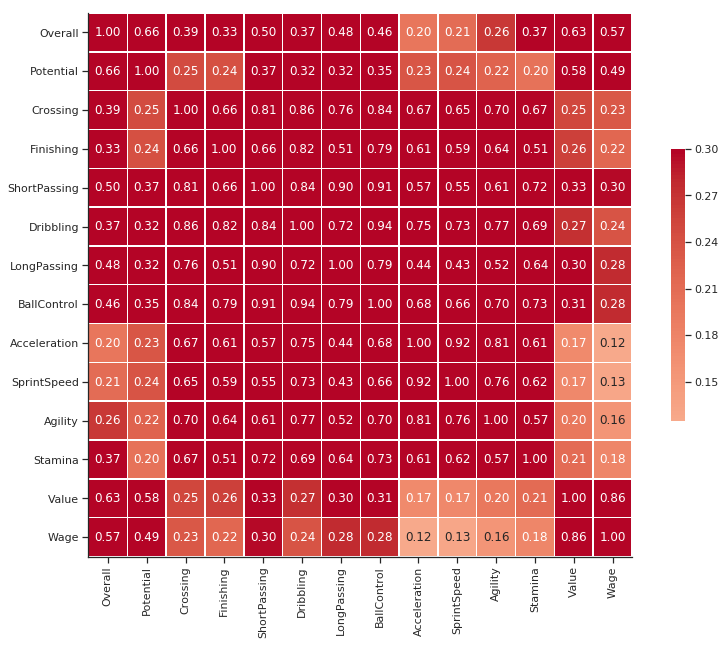 Overall 1.00 0.66 0.39 0.33 0.50 0.37 0.48 0.46 0.20 0.21 0.26 0.37 0.63 0.57
Potential 0.66 1.00 0.25 0.24 0.37 0.32 0.32 0.35 0.23 0.24 0.22 0.20 0.58 0.49
Crossing 0.39 0.25 1.00 0.66 0.81 0.86 0.76 0.84 0.67 0.65 0.70 0.67 0.25 0.23
Finishing 0.33 0.24 0.66 1.00 0.66 0.82 0.51 0.79 0.61 0.59 0.64 0.51 0.26 0.22
ShortPassing 0.50 0.37 0.81 0.66 1.00 0.84 0.90 0.91 0.57 0.55 0.61 0.72 0.33 0.30
Dribbling 0.37 0.32 0.86 0.82 0.84 1.00 0.72 0.94 0.75 0.73 0.77 0.69 0.27 0.24
LongPassing 0.48 0.32 0.76 0.51 0.90 0.72 1.00 0.79 0.44 0.43 0.52 0.64 0.30 0.28
BallControl 0.46 0.35 0.84 0.79 0.91 0.94 0.79 1.00 0.68 0.66 0.70 0.73 0.31 0.28
Acceleration 0.20 0.23 0.67 0.61 0.57 0.75 0.44 0.68 1.00 0.92 0.81 0.61 0.17 0.12
SprintSpeed 0.21 0.24 0.65 0.59 0.55 0.73 0.43 0.66 0.92 1.00 0.76 0.62 0.17 0.13
Agility 0.26 0.22 0.70 0.64 0.61 0.77 0.52 0.70 0.81 0.76 1.00 0.57 0.20 0.16
Stamina 0.37 0.20 0.67 0.51 0.72 0.69 0.64 0.73 0.61 0.62 0.57 1.00 0.21 0.18
Value 0.63 0.58 0.25 0.26 0.33 0.27 0.30 0.31 0.17 0.17 0.20 0.21 1.00 0.86
Wage 0.57 0.49 0.23 0.22 0.30 0.24 0.28 0.28 0.12 0.13 0.16 0.18 0.86 1.00
Overall
Potential
Crossing
Finishing
ShortPassing
Dribbling
LongPassing
BallControl
Acceleration
SprintSpeed
Agility
Stamina
Value
Wage
0.30
0.27
0.24
0.21
0.18
0.15